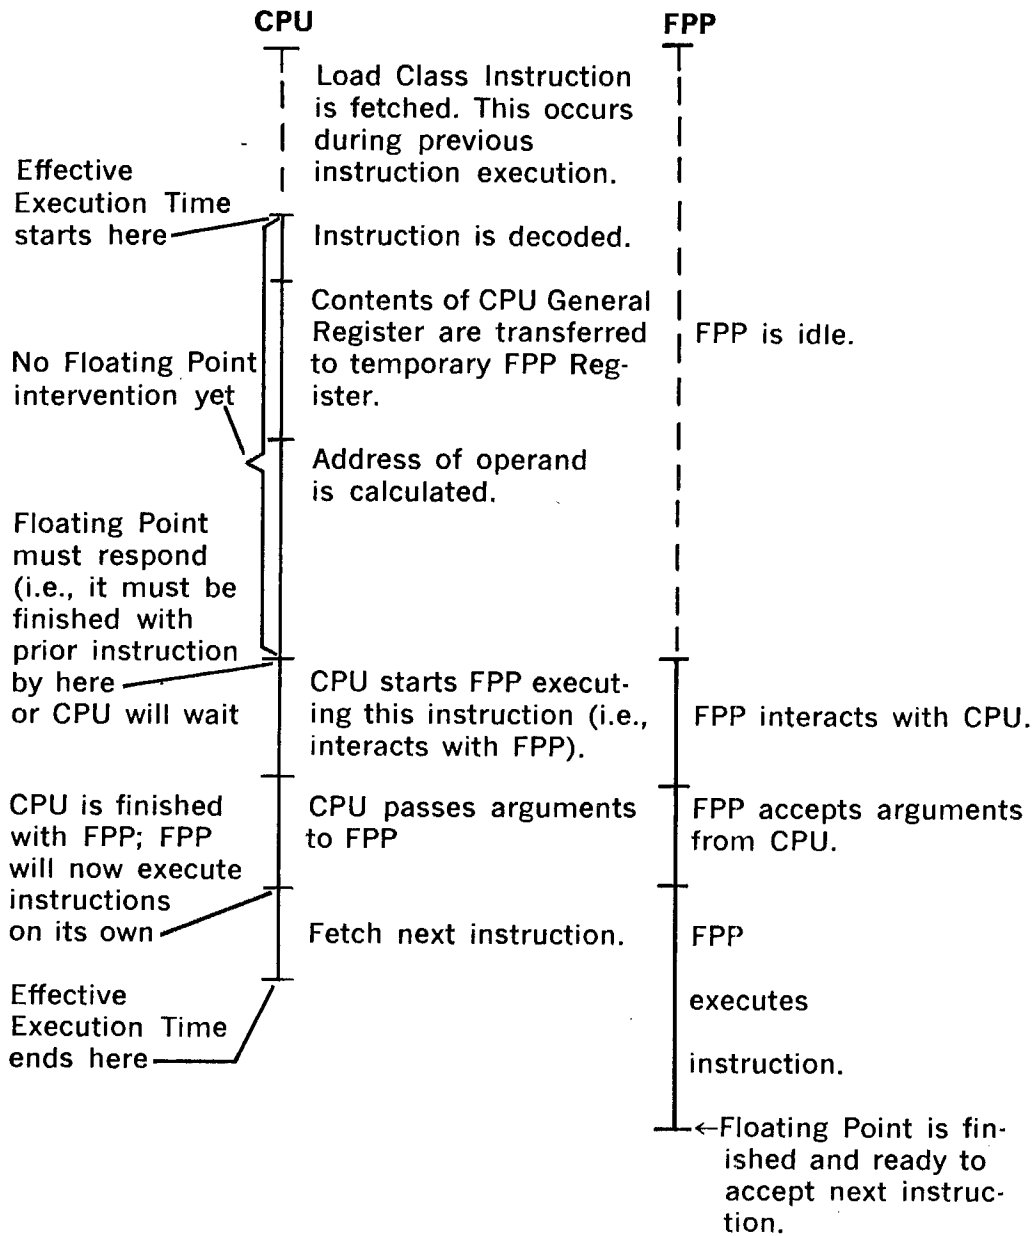 CPU
FPP
Load Class Instruction
is fetched. This occurs
during previous
instruction execution.
Effective
Execution Time
starts here
Instruction is decoded.
Contents of CPU General
Register are transferred
to temporary FPP Reg-
ister.
FPP is idle.
No Floating Point
intervention yet
Address of operand
is calculated.
Floating Point
must respond
(i.e., it must be
finished with
prior instruction
by here
or CPU will wait
CPU starts FPP execut-
ing this instruction (i.e.,
interacts with FPP).
FPP interacts with CPU.
CPU is finished
with FPP; FPP
will now execute
instructions
on its own
CPU passes arguments
to FPP
FPP accepts arguments
from CPU.
Fetch next instruction.
FPP
executes
instruction.
Effective
Execution Time
ends here
←Floating Point is fin-
ished and ready to
accept next instruc-
tion.